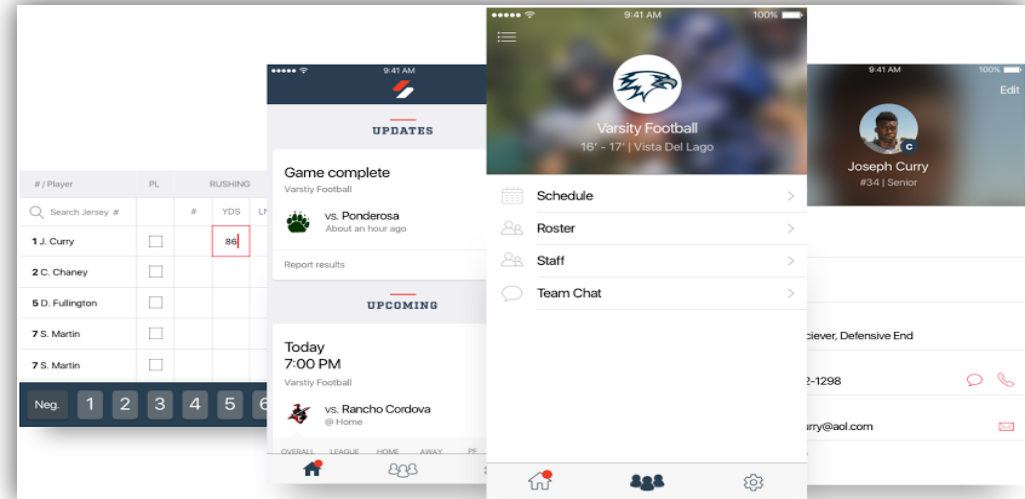 # / Player PL RUSHING
Search Jersey # # YDS
1 J. Curry 86
2 C. Chaney
5 D. Fullington
7 S. Martin
7 S. Martin
Neg. 1 2 3 4 5 6
9:41 AM
UPDATES
Game complete
Varstiy Football
vs. Ponderosa
About an hour ago
Report results
UPCOMING
Today
7:00 PM
Varstiy Football
vs. Rancho Cordova
@ Home
OVERALL LEAGUE HOME AWAY PF
9:41 AM 100%
Varsity Football
16' - 17' | Vista Del Lago
Schedule
Roster
Staff
Team Chat
9:41 AM 100%
Edit
C
Joseph Curry
#34 | Senior
Defensive End
2-1298
urry@aol.com